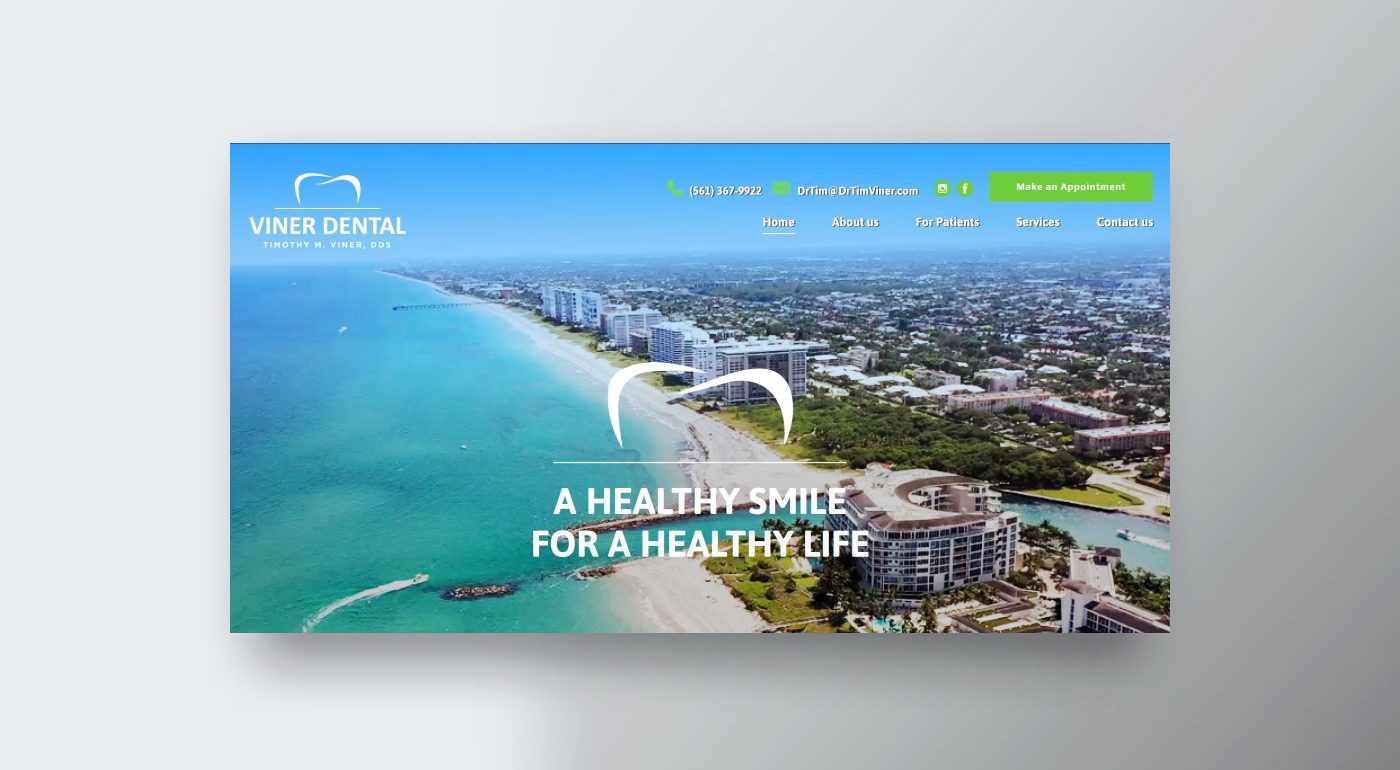 VINER DENTAL
TIMOTHY M. VINER, DDS
(561) 367-9922 DrTim@DrTimViner.com
Make an Appointment
Home About us For Patients Services Contact us
A HEALTHY SMILE
FOR A HEALTHY LIFE